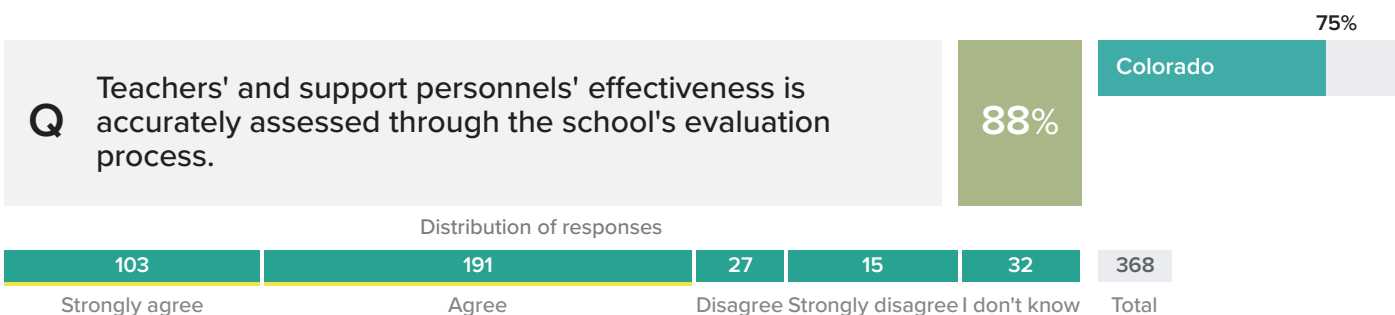 75%
Q
Teachers' and support personnels' effectiveness is
accurately assessed through the school's evaluation
process.
88%
Colorado
Distribution of responses
103 191 27 15 32 368
Strongly agree Agree Disagree Strongly disagree I don't know Total